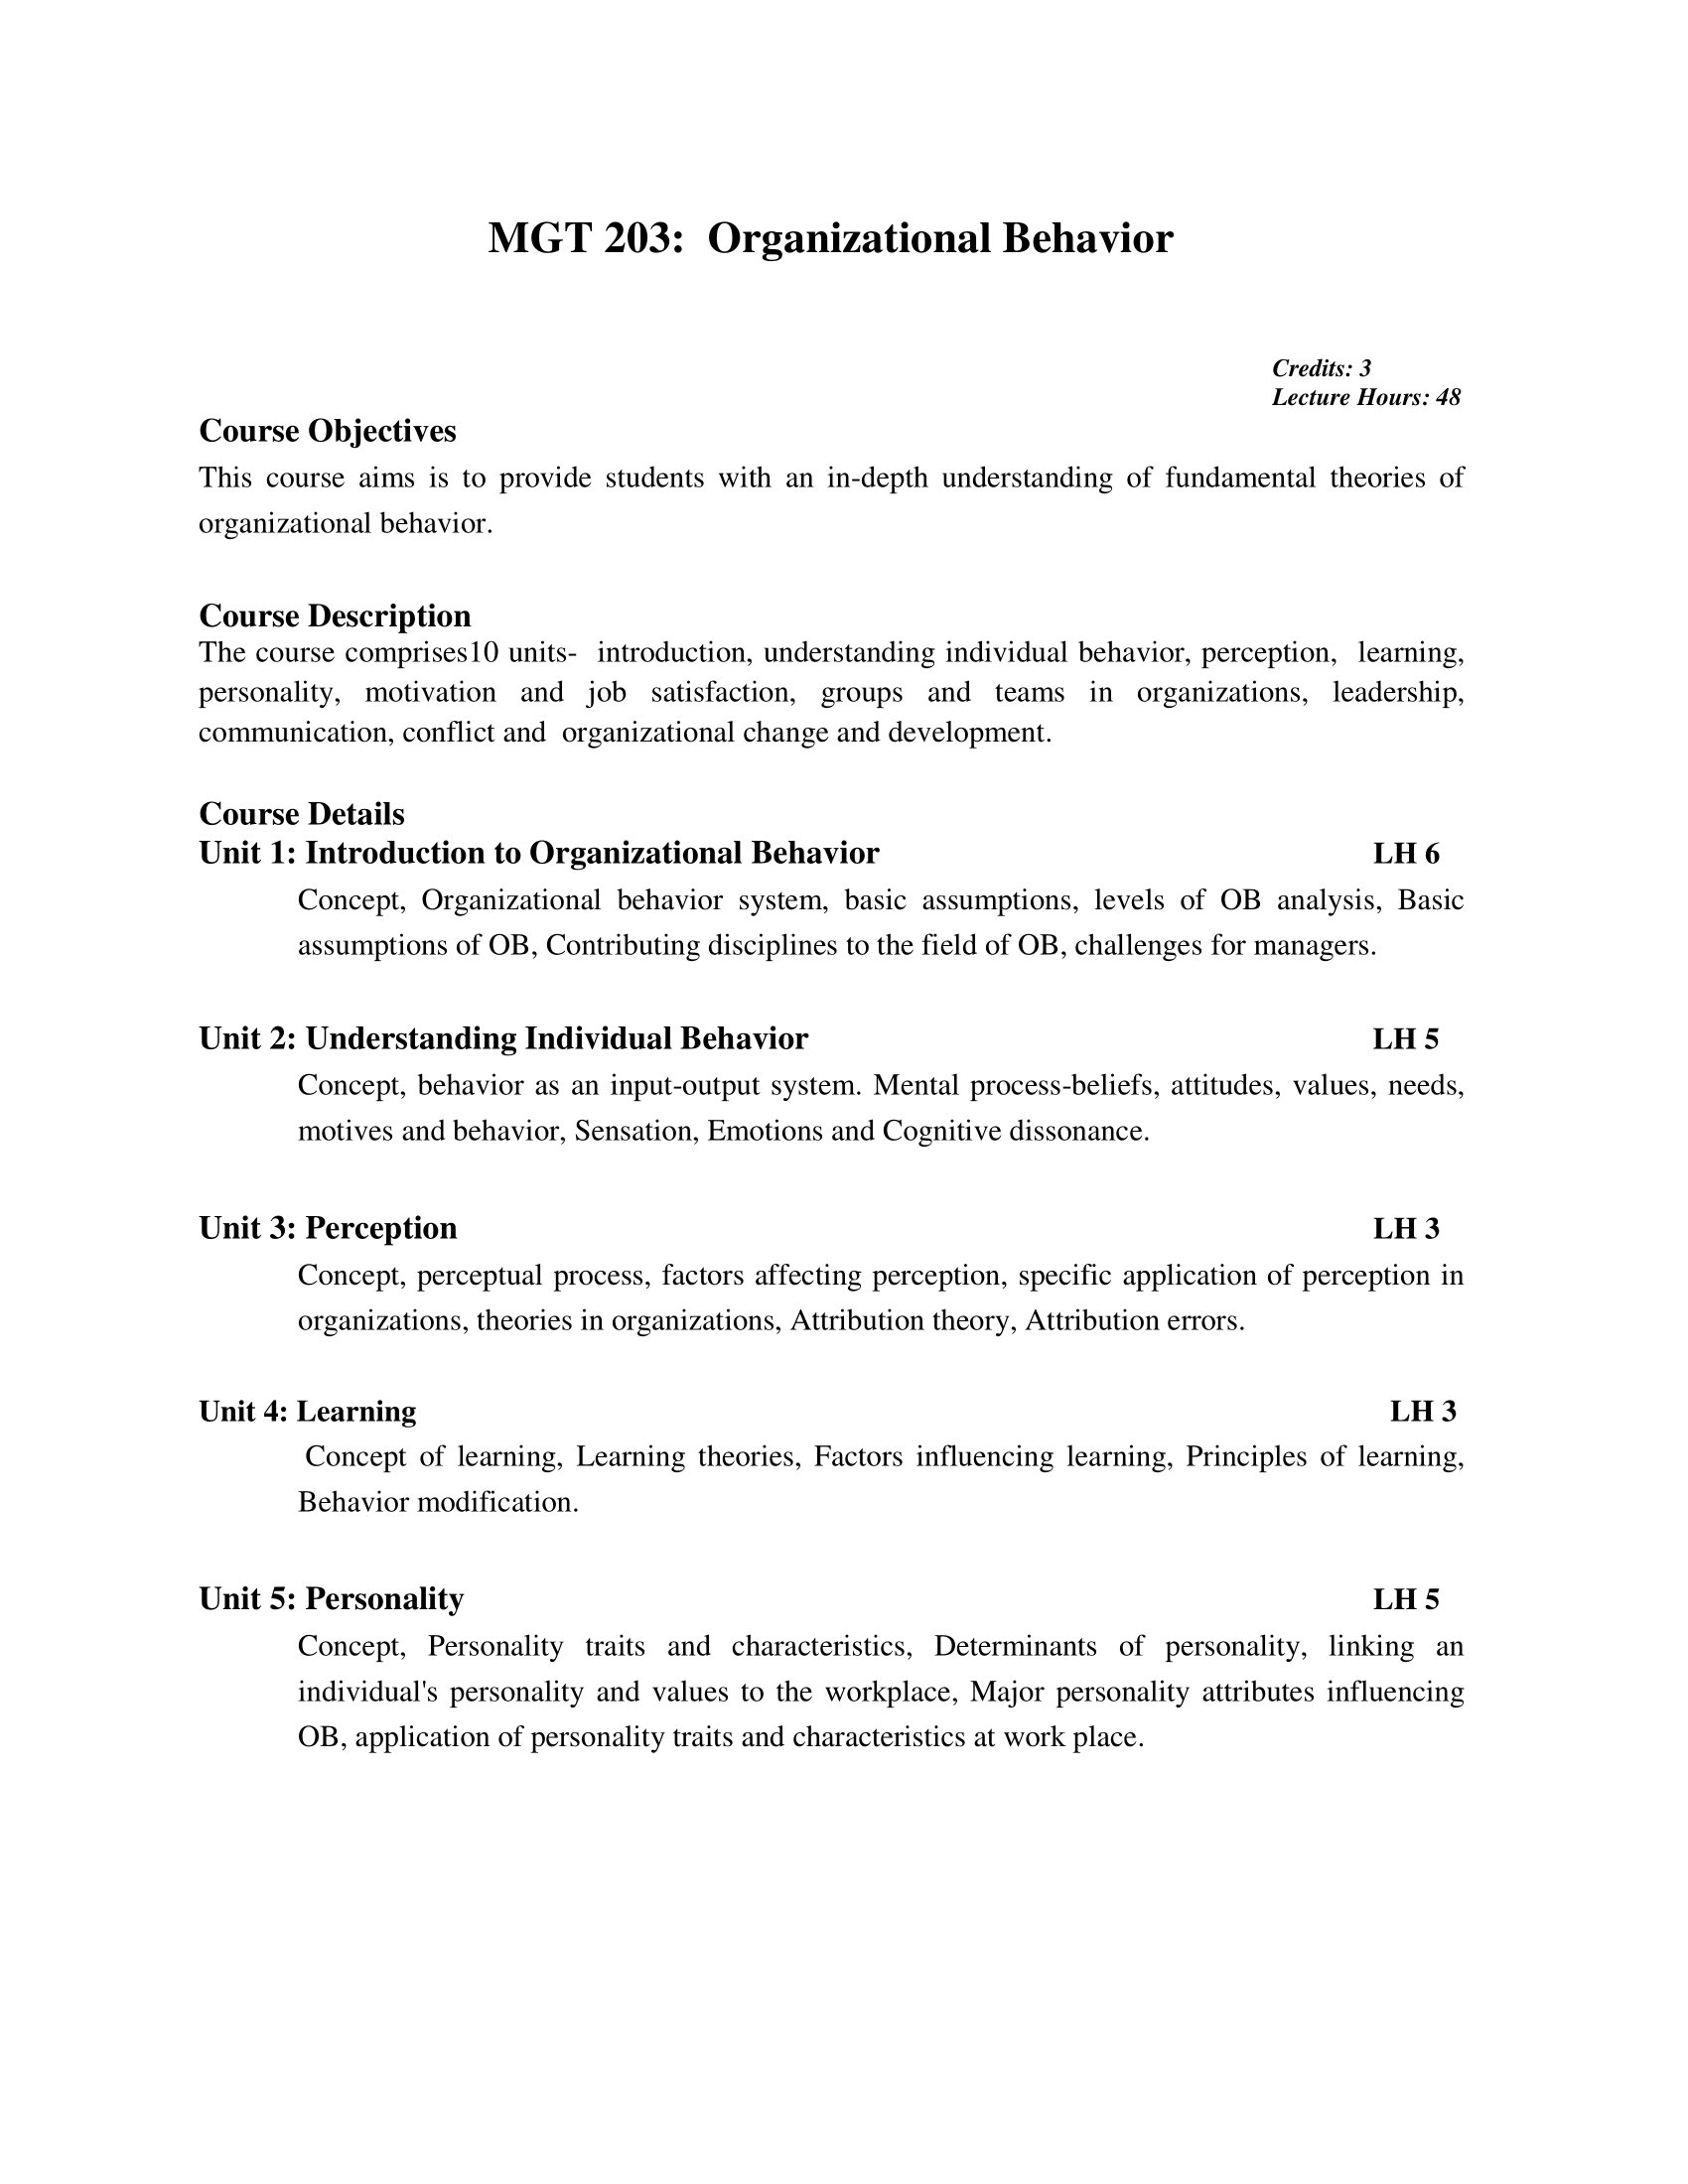 MGT 203:  Organizational Behavior
Credits: 3
Lecture Hours: 48
Course Objectives
This course aims is to provide students with an in-depth understanding of fundamental theories of
organizational behavior.
Course Description
The course comprises10 units-  introduction, understanding individual behavior, perception,  learning,
personality, motivation and job satisfaction, groups and teams in organizations, leadership,
communication, conflict and  organizational change and development.
Course Details
Unit 1: Introduction to Organizational Behavior LH 6
Concept, Organizational behavior system, basic assumptions, levels of OB analysis, Basic
assumptions of OB, Contributing disciplines to the field of OB, challenges for managers.
Unit 2: Understanding Individual Behavior LH 5
Concept, behavior as an input-output system. Mental process-beliefs, attitudes, values, needs,
motives and behavior, Sensation, Emotions and Cognitive dissonance.
Unit 3: Perception LH 3
Concept, perceptual process, factors affecting perception, specific application of perception in
organizations, theories in organizations, Attribution theory, Attribution errors.
Unit 4: Learning LH 3
Concept of learning, Learning theories, Factors influencing learning, Principles of learning,
Behavior modification.
Unit 5: Personality LH 5
Concept, Personality traits and characteristics, Determinants of personality, linking an
individual's personality and values to the workplace, Major personality attributes influencing
OB, application of personality traits and characteristics at work place.